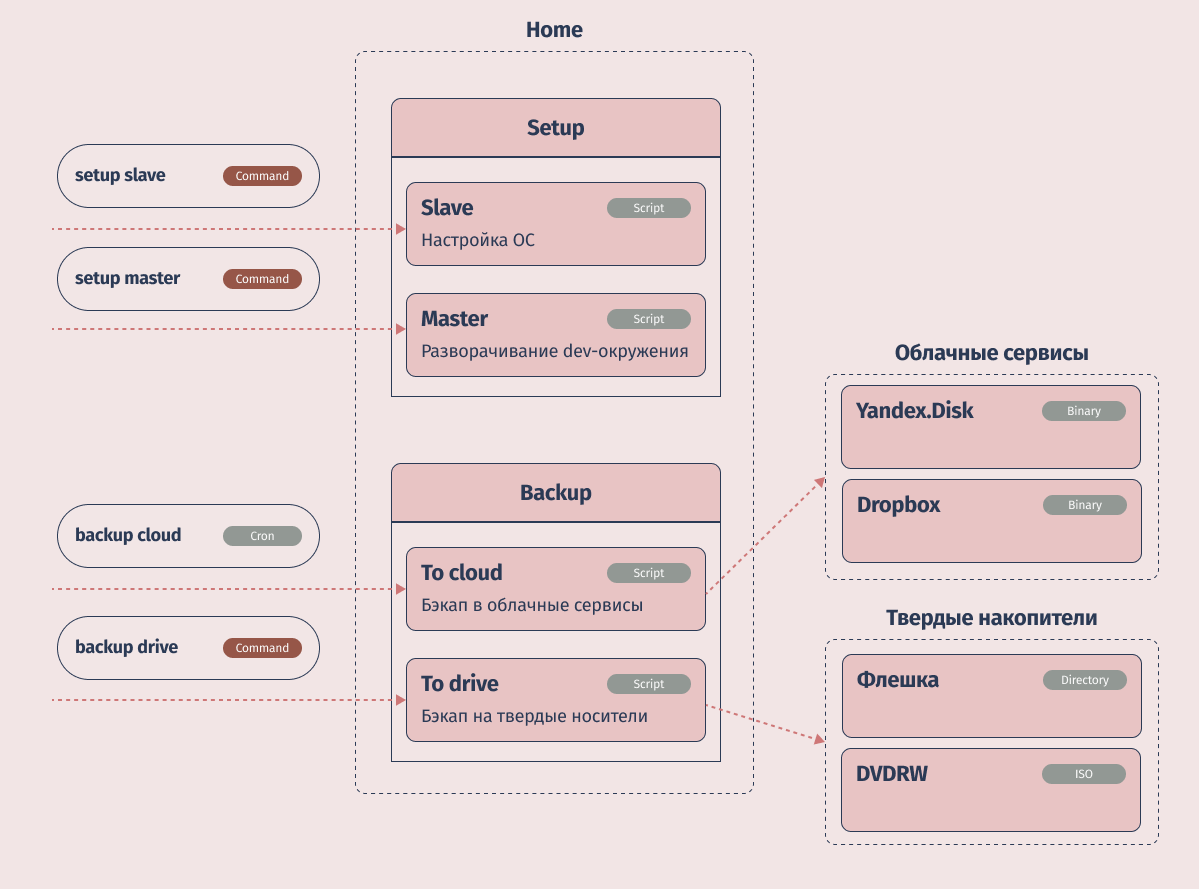 Home
Setup
setup slave
Command
Slave
Script
Настройка ОС
setup master
Command
Master
Script
Разворачивание dev-окружения
Backup
backup cloud
Cron
To cloud
Script
Бэкап в облачные сервисы
backup drive
Command
To drive
Script
Бэкап на твердые носители
Облачные сервисы
Yandex.Disk
Binary
Dropbox
Binary
Твердые накопители
Флешка
Directory
DVDRW
ISO